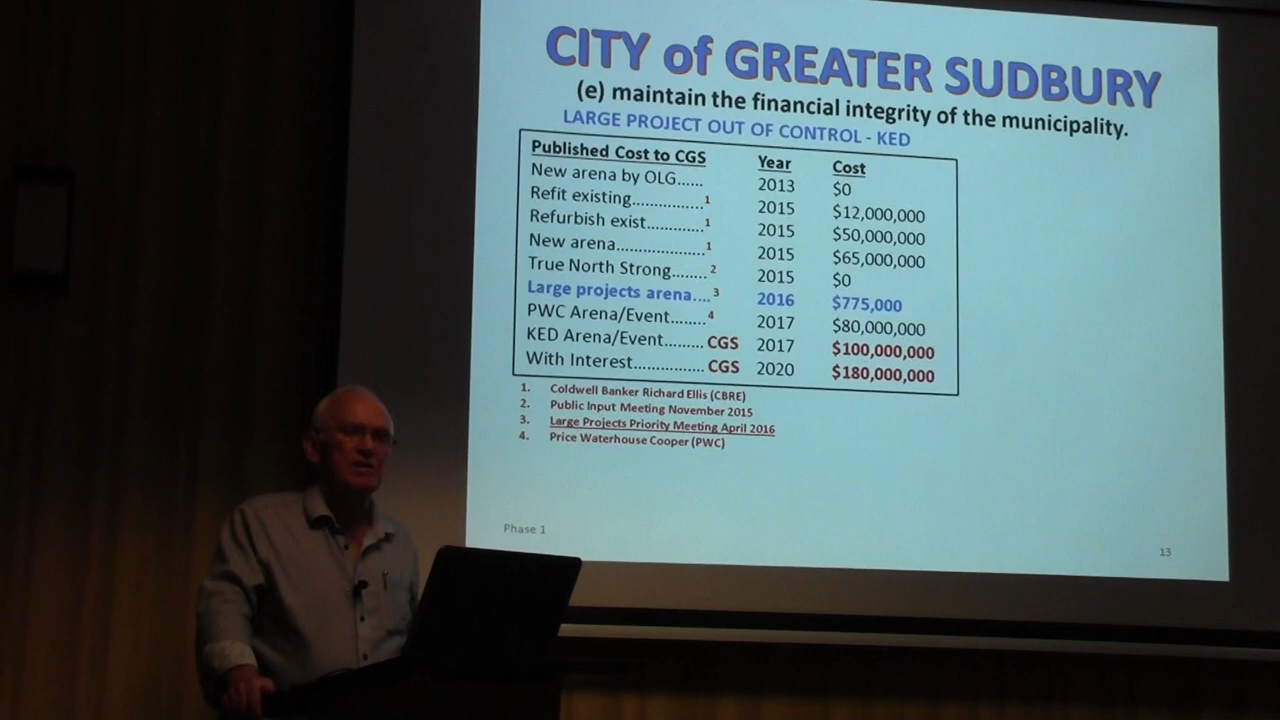 CITY of GREATER SUDBURY
(e) maintain the financial integrity of the municipality.
LARGE PROJECT OUT OF CONTROL - KED
Published Cost to CGS Year Cost
New arena by OLG...... 2013 $0
Refit existing................1 2015 $12,000,000
Refurbish exist.............1 2015 $50,000,000
New arena....................1 2015 $65,000,000
True North Strong........ 2 2015 $0
Large projects arena.... 3 2016 $775,000
PWC Arena/Event........ 4 2017 $80,000,000
KED Arena/Event......... CGS 2017 $100,000,000
With Interest................. CGS 2020 $180,000,000
1. Coldwell Banker Richard Ellis (CBRE)
2. Public Input Meeting November 2015
3. Large Projects Priority Meeting April 2016
4. Price Waterhouse Cooper (PWC)
Phase 1
13